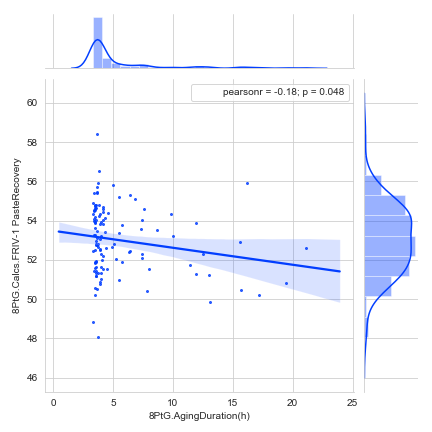 pearsonr = -0.18; p = 0.048
60
58
56
54
52
50
48
46
8PtG.Calcs.FRIV-1 PasteRecovery
0 5 10 15 20 25
8PtG.AgingDuration(h)